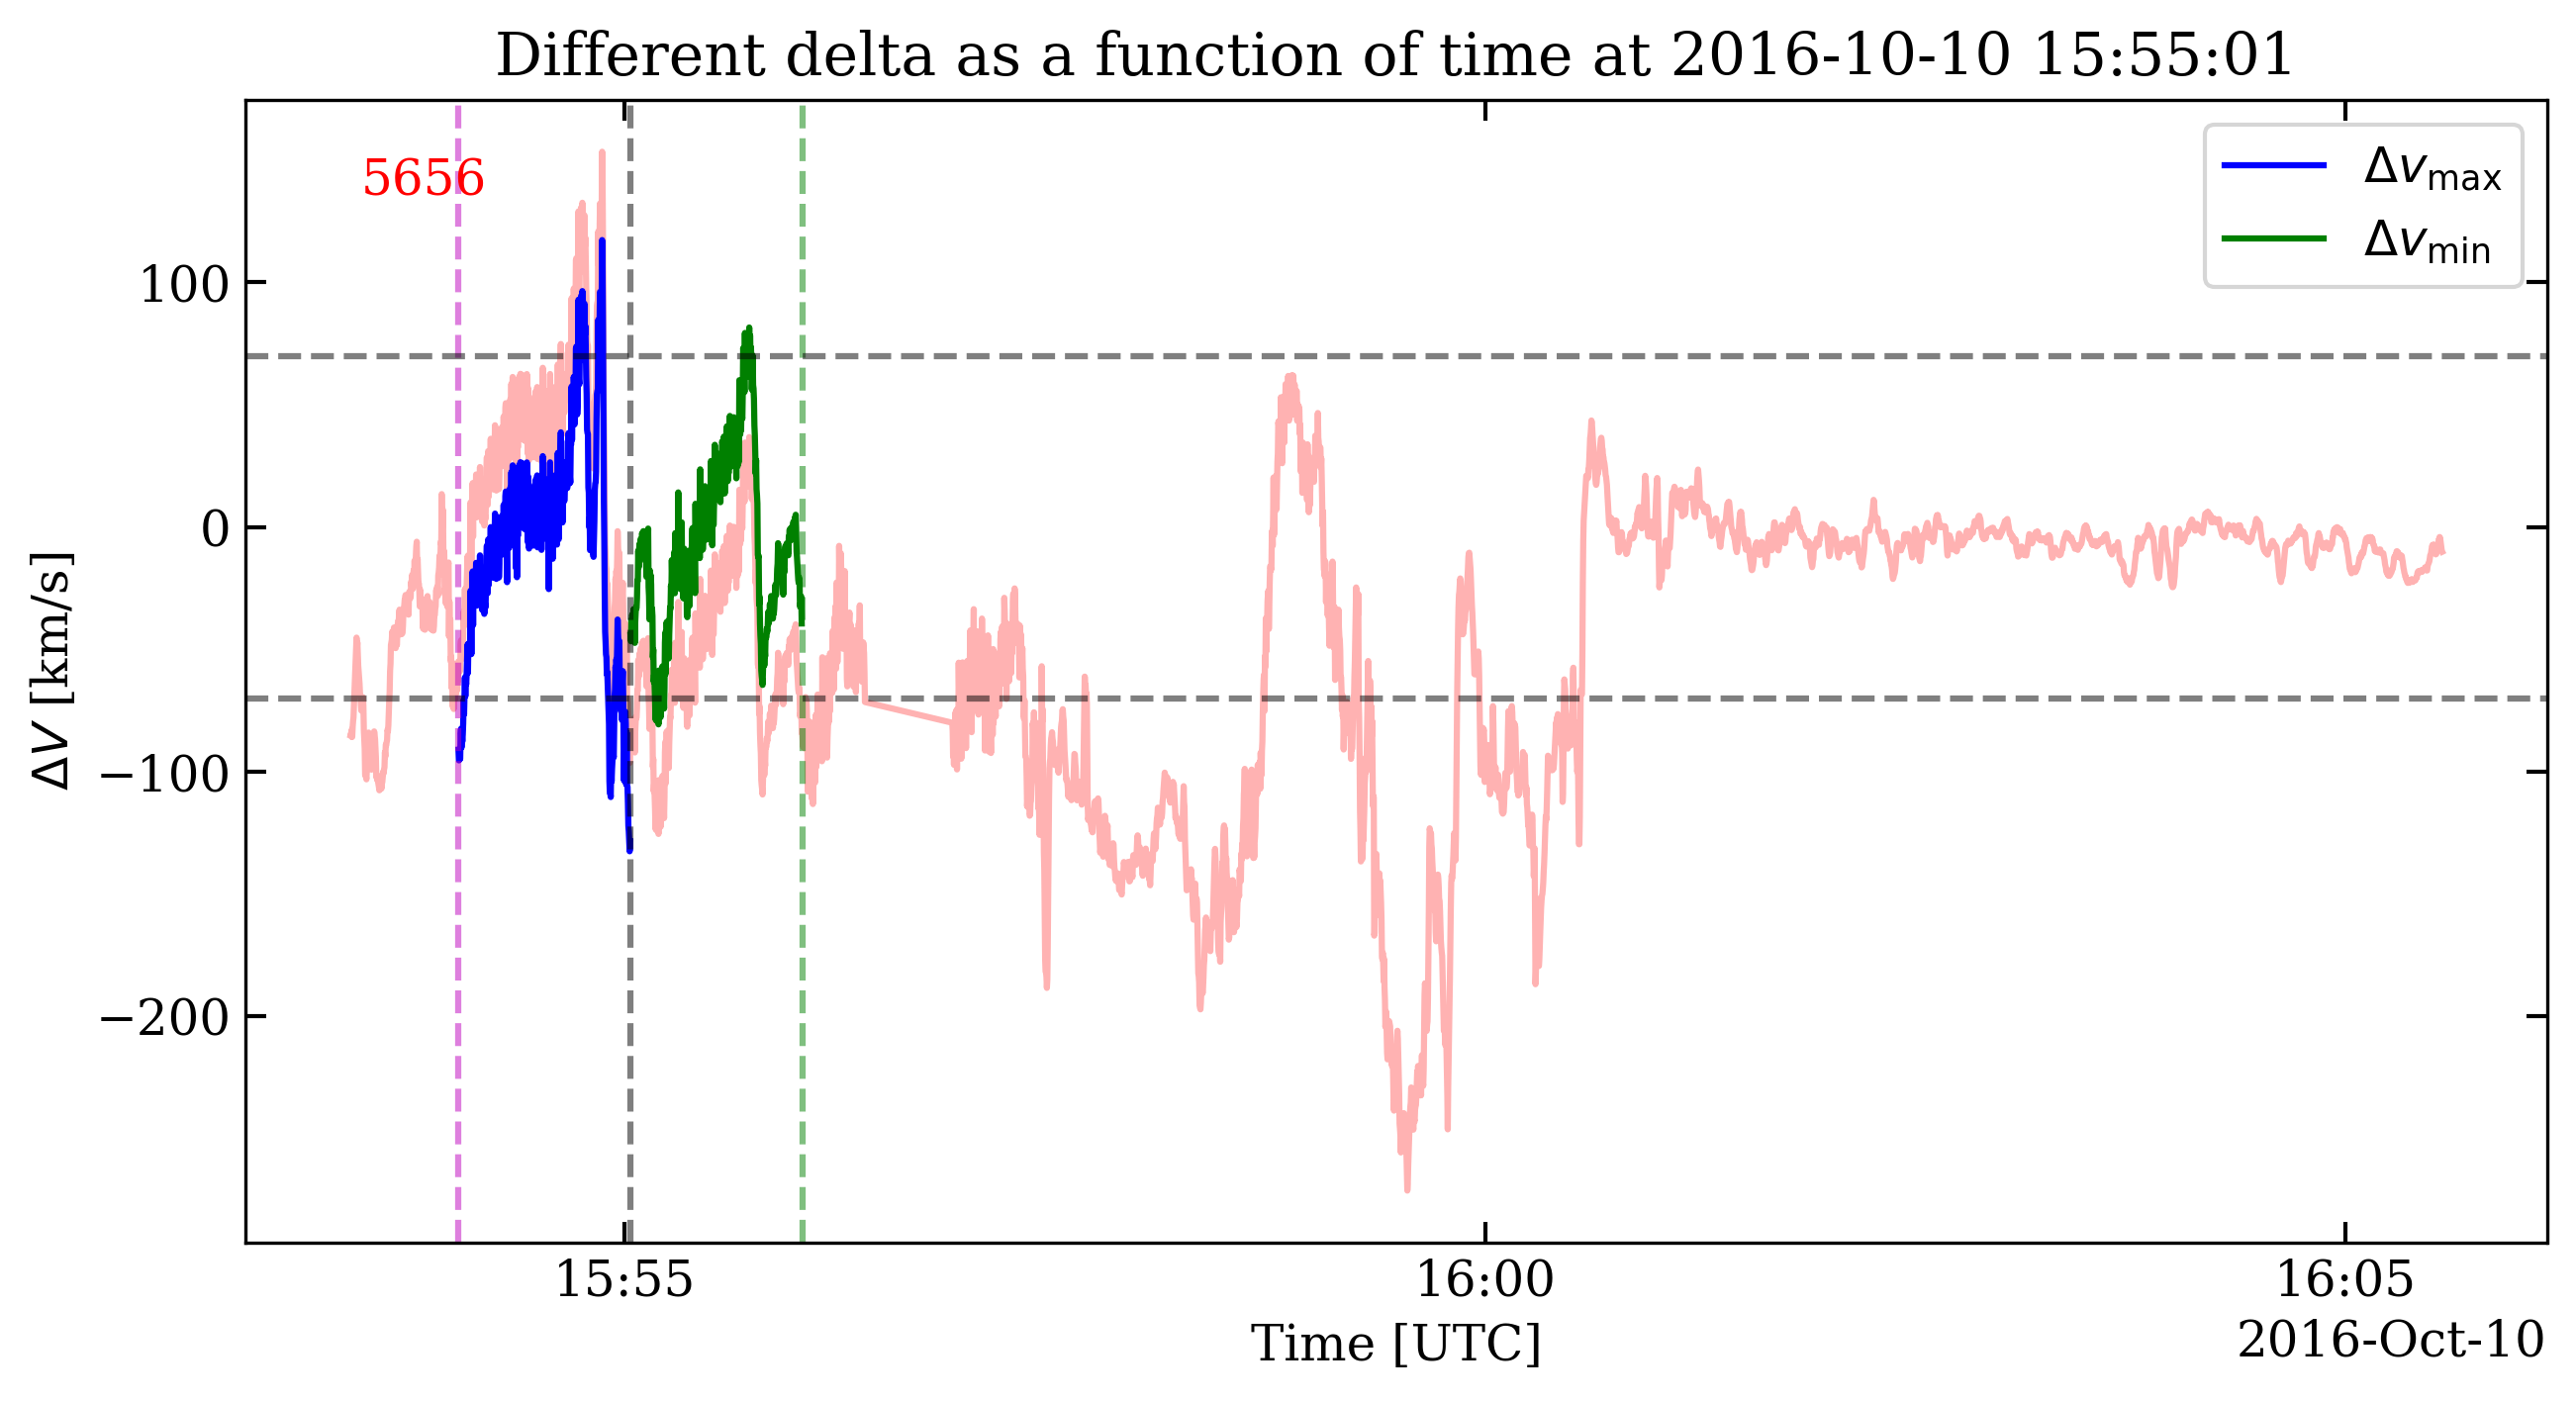 Different delta as a function of time at 2016-10-10 15:55:01
5656
Δv_max
Δv_min
100
0
−100
−200
ΔV [km/s]
15:55
16:00
16:05
Time [UTC]
2016-Oct-10